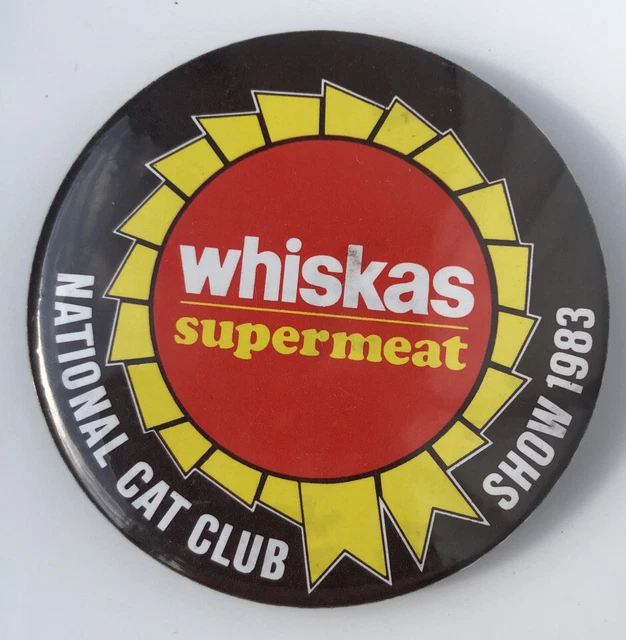 whiskas
supermeat
NATIONAL CAT CLUB
SHOW 1983